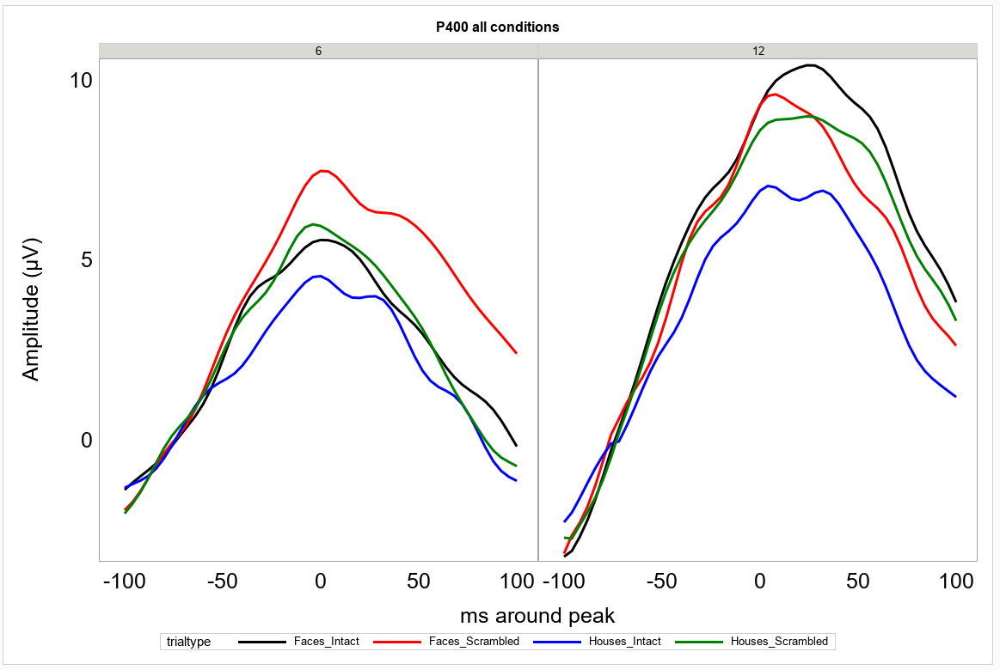 P400 all conditions
6 12
10
5
0
Amplitude (µV)
-100 -50 0 50 100 -100 -50 0 50 100
ms around peak
trialtype Faces_Intact Faces_Scrambled Houses_Intact Houses_Scrambled